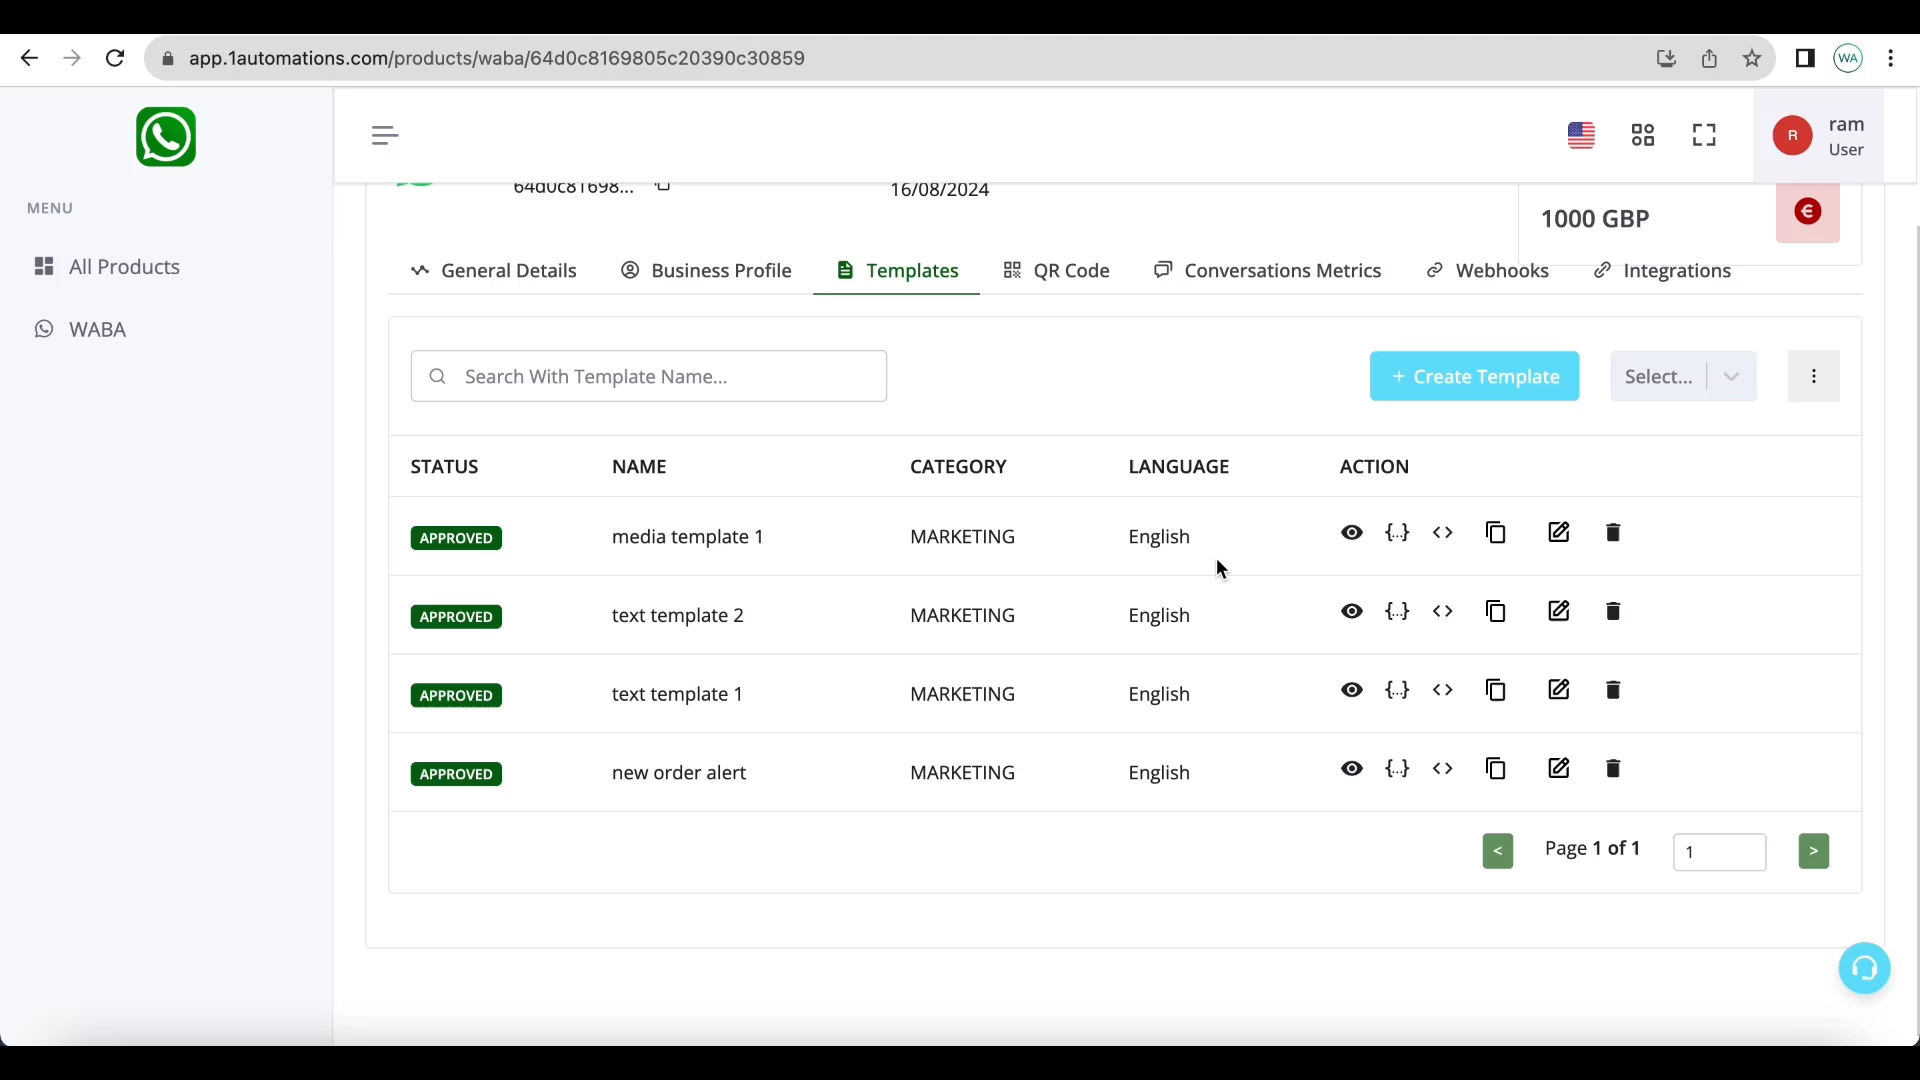 app.1automations.com/products/waba/64d0c8169805c20390c30859
WA
ram
R
User
MENU
All Products
WABA
64d0c81698...
16/08/2024
1000 GBP
€
General Details
Business Profile
Templates
QR Code
Conversations Metrics
Webhooks
Integrations
Search With Template Name...
+ Create Template
Select...
STATUS NAME CATEGORY LANGUAGE ACTION
APPROVED media template 1 MARKETING English {...} <>
APPROVED text template 2 MARKETING English {...} <>
APPROVED text template 1 MARKETING English {...} <>
APPROVED new order alert MARKETING English {...} <>
< Page 1 of 1 1 >